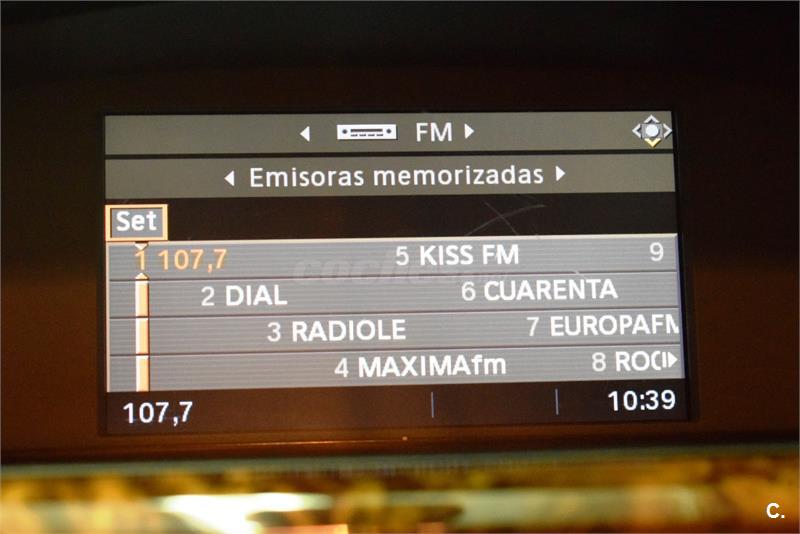 FM
Emisoras memorizadas
Set
1 107,7 5 KISS FM 9
2 DIAL 6 CUARENTA
3 RADIOLE 7 EUROPAFM
4 MAXIMAfm 8
107,7 10:39
C.